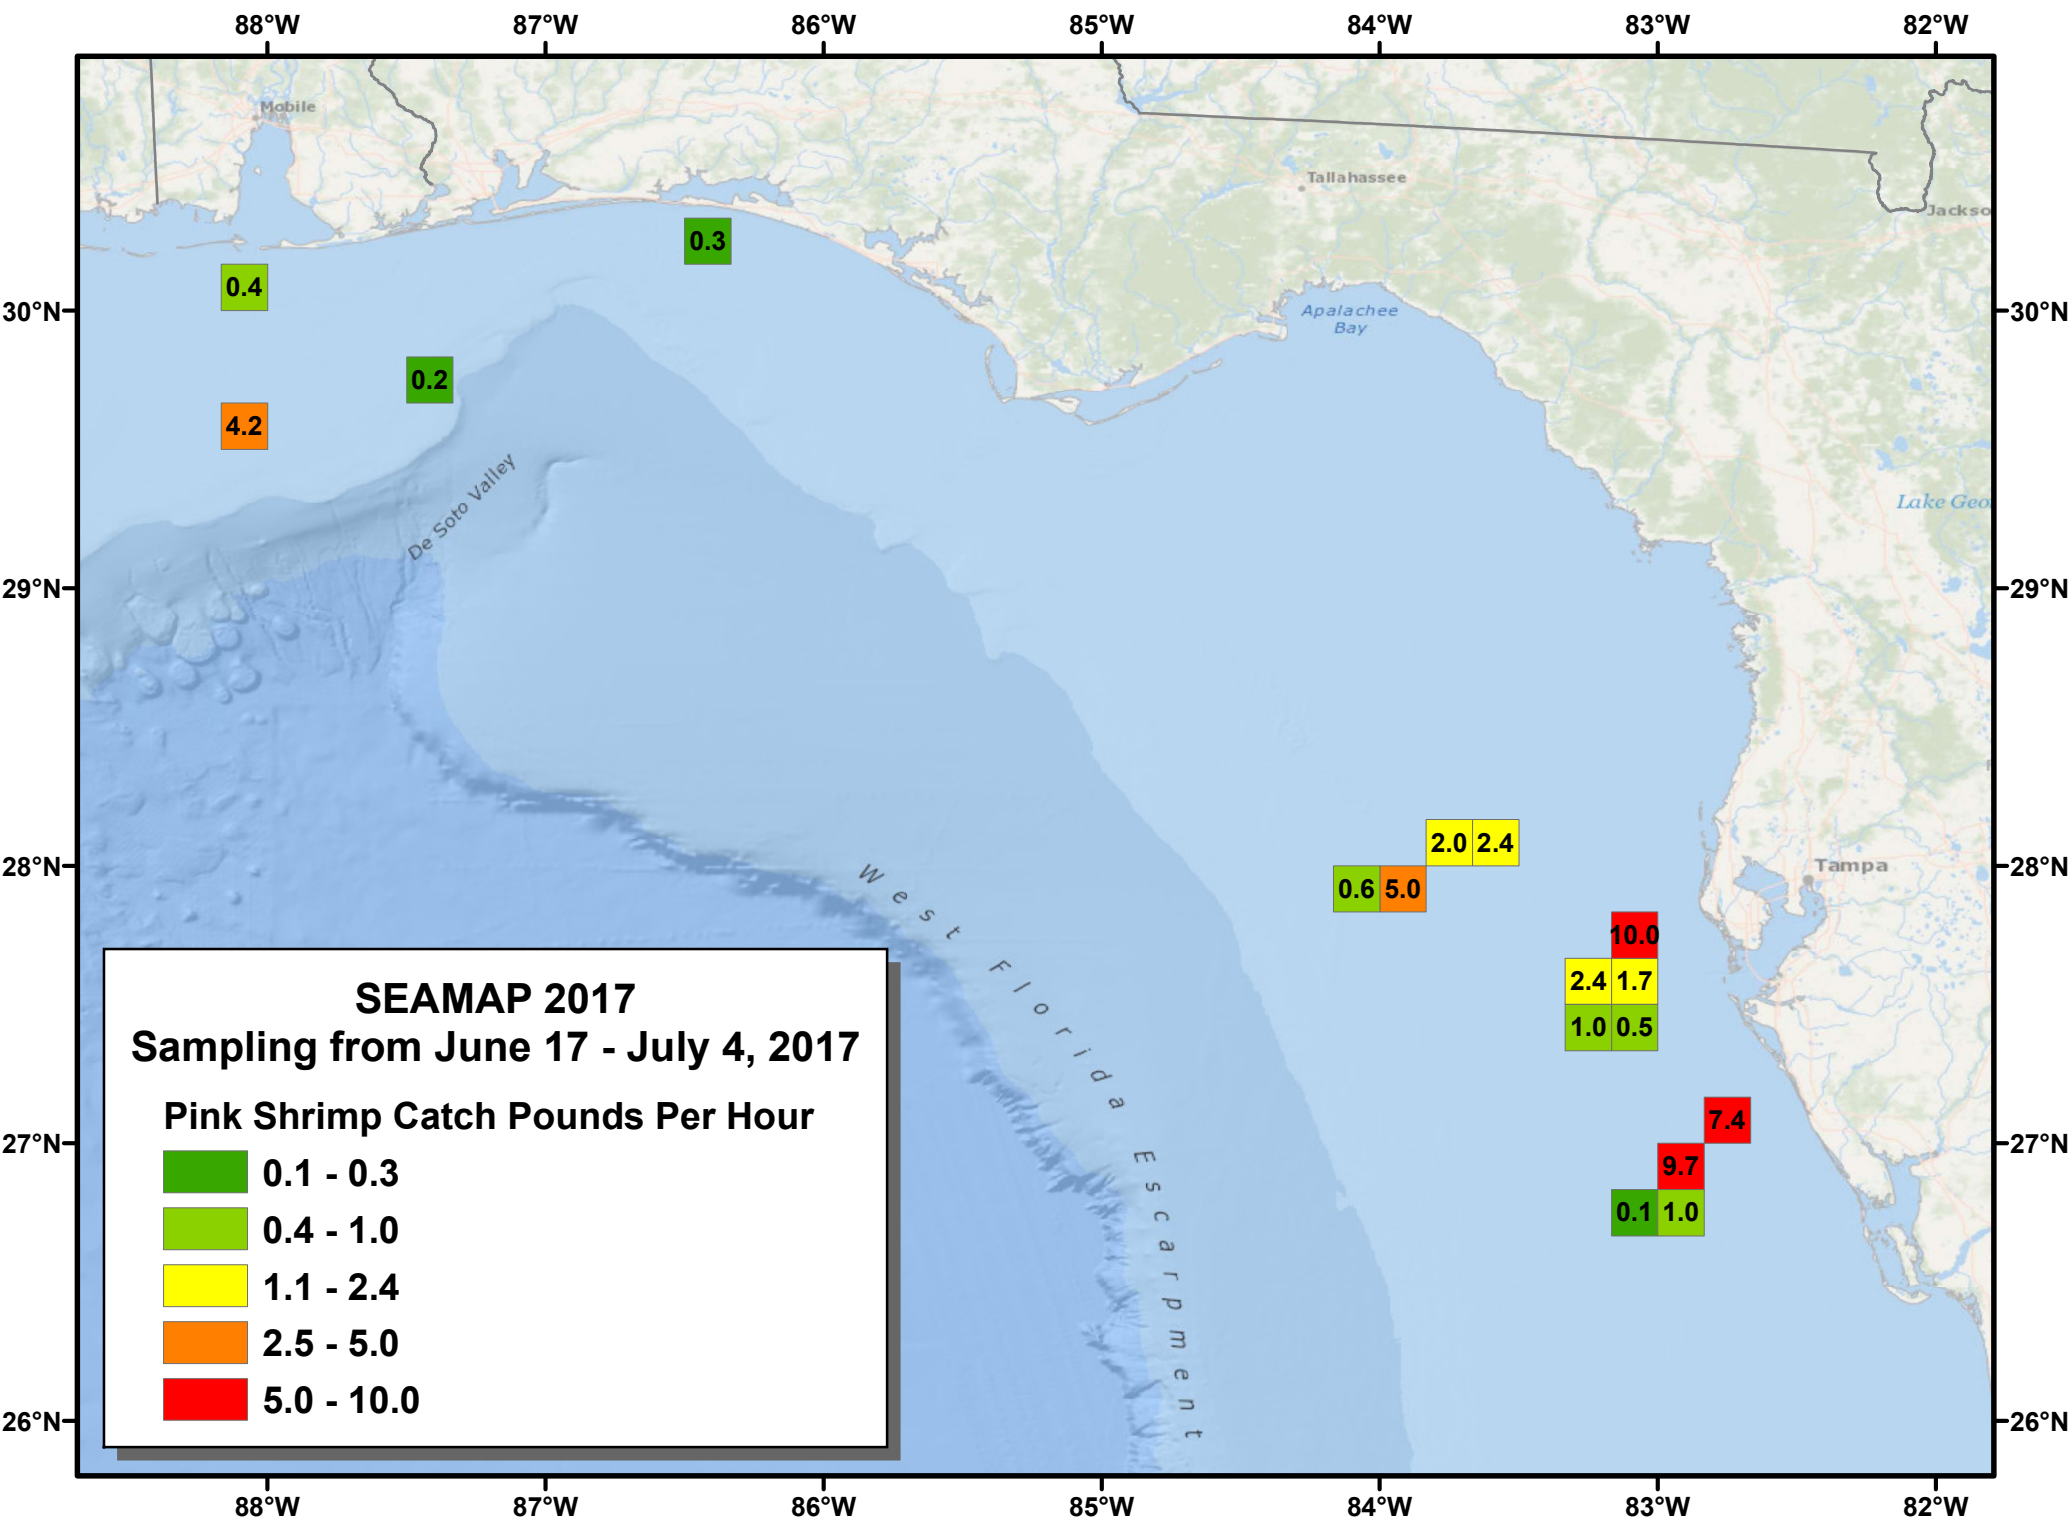 88°W 87°W 86°W 85°W 84°W 83°W 82°W
Mobile
Tallahassee
Jackso
0.3
0.4
30°N 30°N
Apalachee
Bay
0.2
4.2
De Soto Valley
Lake Geo
29°N 29°N
2.0 2.4
28°N 28°N
Tampa
0.6 5.0
West Florida Escarpment
10.0
2.4 1.7
1.0 0.5
7.4
27°N 27°N
9.7
0.1 1.0
SEAMAP 2017
Sampling from June 17 - July 4, 2017
Pink Shrimp Catch Pounds Per Hour
0.1 - 0.3
0.4 - 1.0
1.1 - 2.4
2.5 - 5.0
5.0 - 10.0
26°N 26°N
88°W 87°W 86°W 85°W 84°W 83°W 82°W